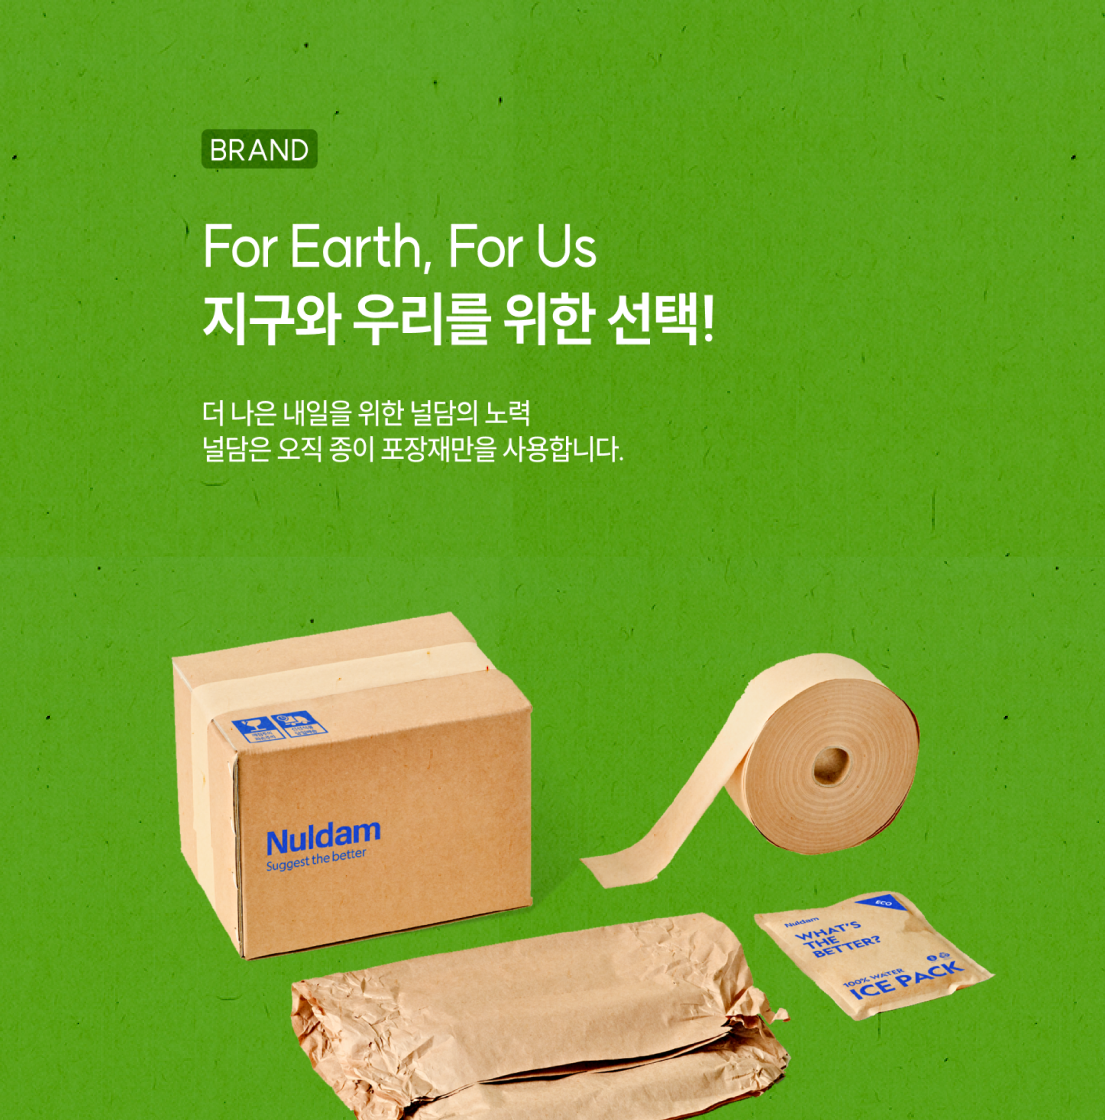 BRAND
For Earth, For Us
지구와 우리를 위한 선택!
더 나은 내일을 위한 널담의 노력
널담은 오직 종이 포장재만을 사용합니다.
Nuldam
Suggest the better
ECO
Nuldam
WHAT'S
THE
BETTER?
100% WATER
ICE PACK